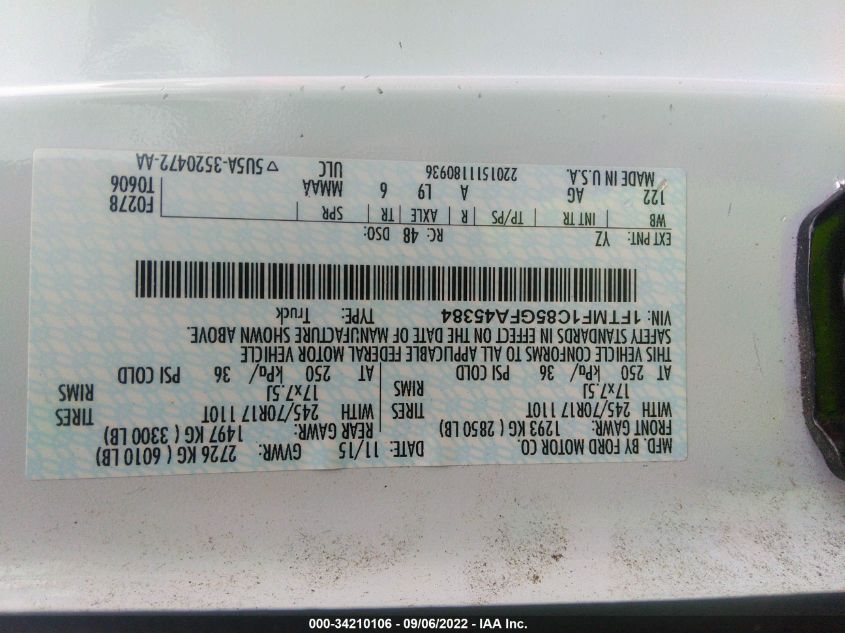 MFD. BY FORD MOTOR CO.
DATE: 11/15 GVWR: 2726 KG ( 6010 LB)
FRONT GAWR: 1293 KG ( 2850 LB) REAR GAWR: 1497 KG ( 3300 LB)
WITH 245/70R17 110T TIRES WITH 245/70R17 110T TIRES
17x7.5J RIMS 17x7.5J RIMS
AT 250 kPa/ 36 PSI COLD AT 250 kPa/ 36 PSI COLD
THIS VEHICLE CONFORMS TO ALL APPLICABLE FEDERAL MOTOR VEHICLE
SAFETY STANDARDS IN EFFECT ON THE DATE OF MANUFACTURE SHOWN ABOVE.
VIN: 1FTMF1C85GFA45384 TYPE: Truck
EXT PNT: YZ RC: 48 DSO:
WB INT TR TP/PS R AXLE TR SPR F0278
122 AG A L9 6 MMAA T0606
MADE IN U.S.A. 2201511180936 ULC ▽ 5U5A-3520472-AA
000-34210106 - 09/06/2022 - IAA Inc.